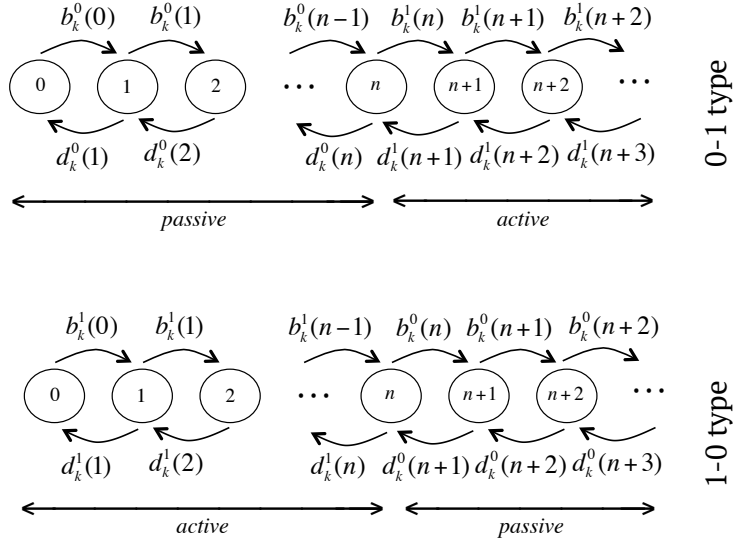 b_k^0(0) b_k^0(1) b_k^0(n−1) b_k^1(n) b_k^1(n+1) b_k^1(n+2)
0 1 2 ··· n n+1 n+2 ···
d_k^0(1) d_k^0(2) d_k^0(n) d_k^1(n+1) d_k^1(n+2) d_k^1(n+3)
passive active
0-1 type
b_k^1(0) b_k^1(1) b_k^1(n−1) b_k^0(n) b_k^0(n+1) b_k^0(n+2)
0 1 2 ··· n n+1 n+2 ···
d_k^1(1) d_k^1(2) d_k^1(n) d_k^0(n+1) d_k^0(n+2) d_k^0(n+3)
active passive
1-0 type